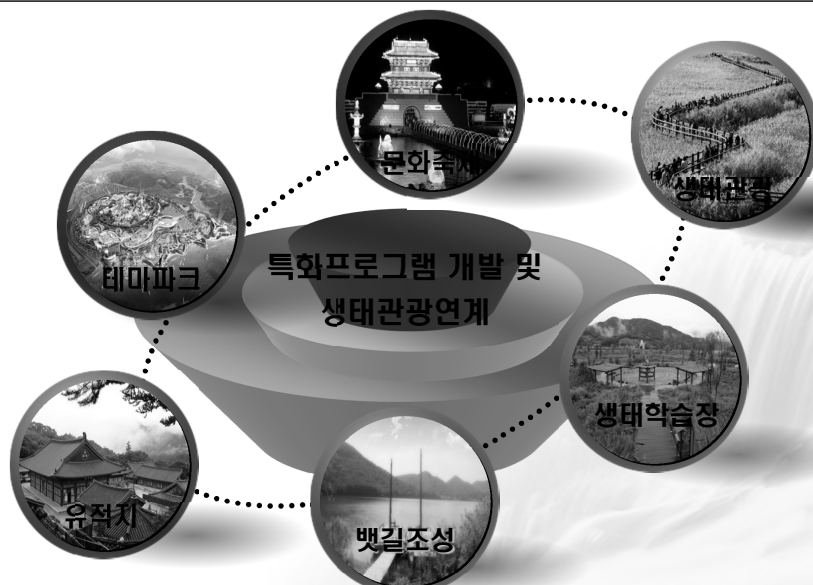 문화축제
생태관광
테마파크
특화프로그램 개발 및
생태관광연계
생태학습장
유적지
뱃길조성